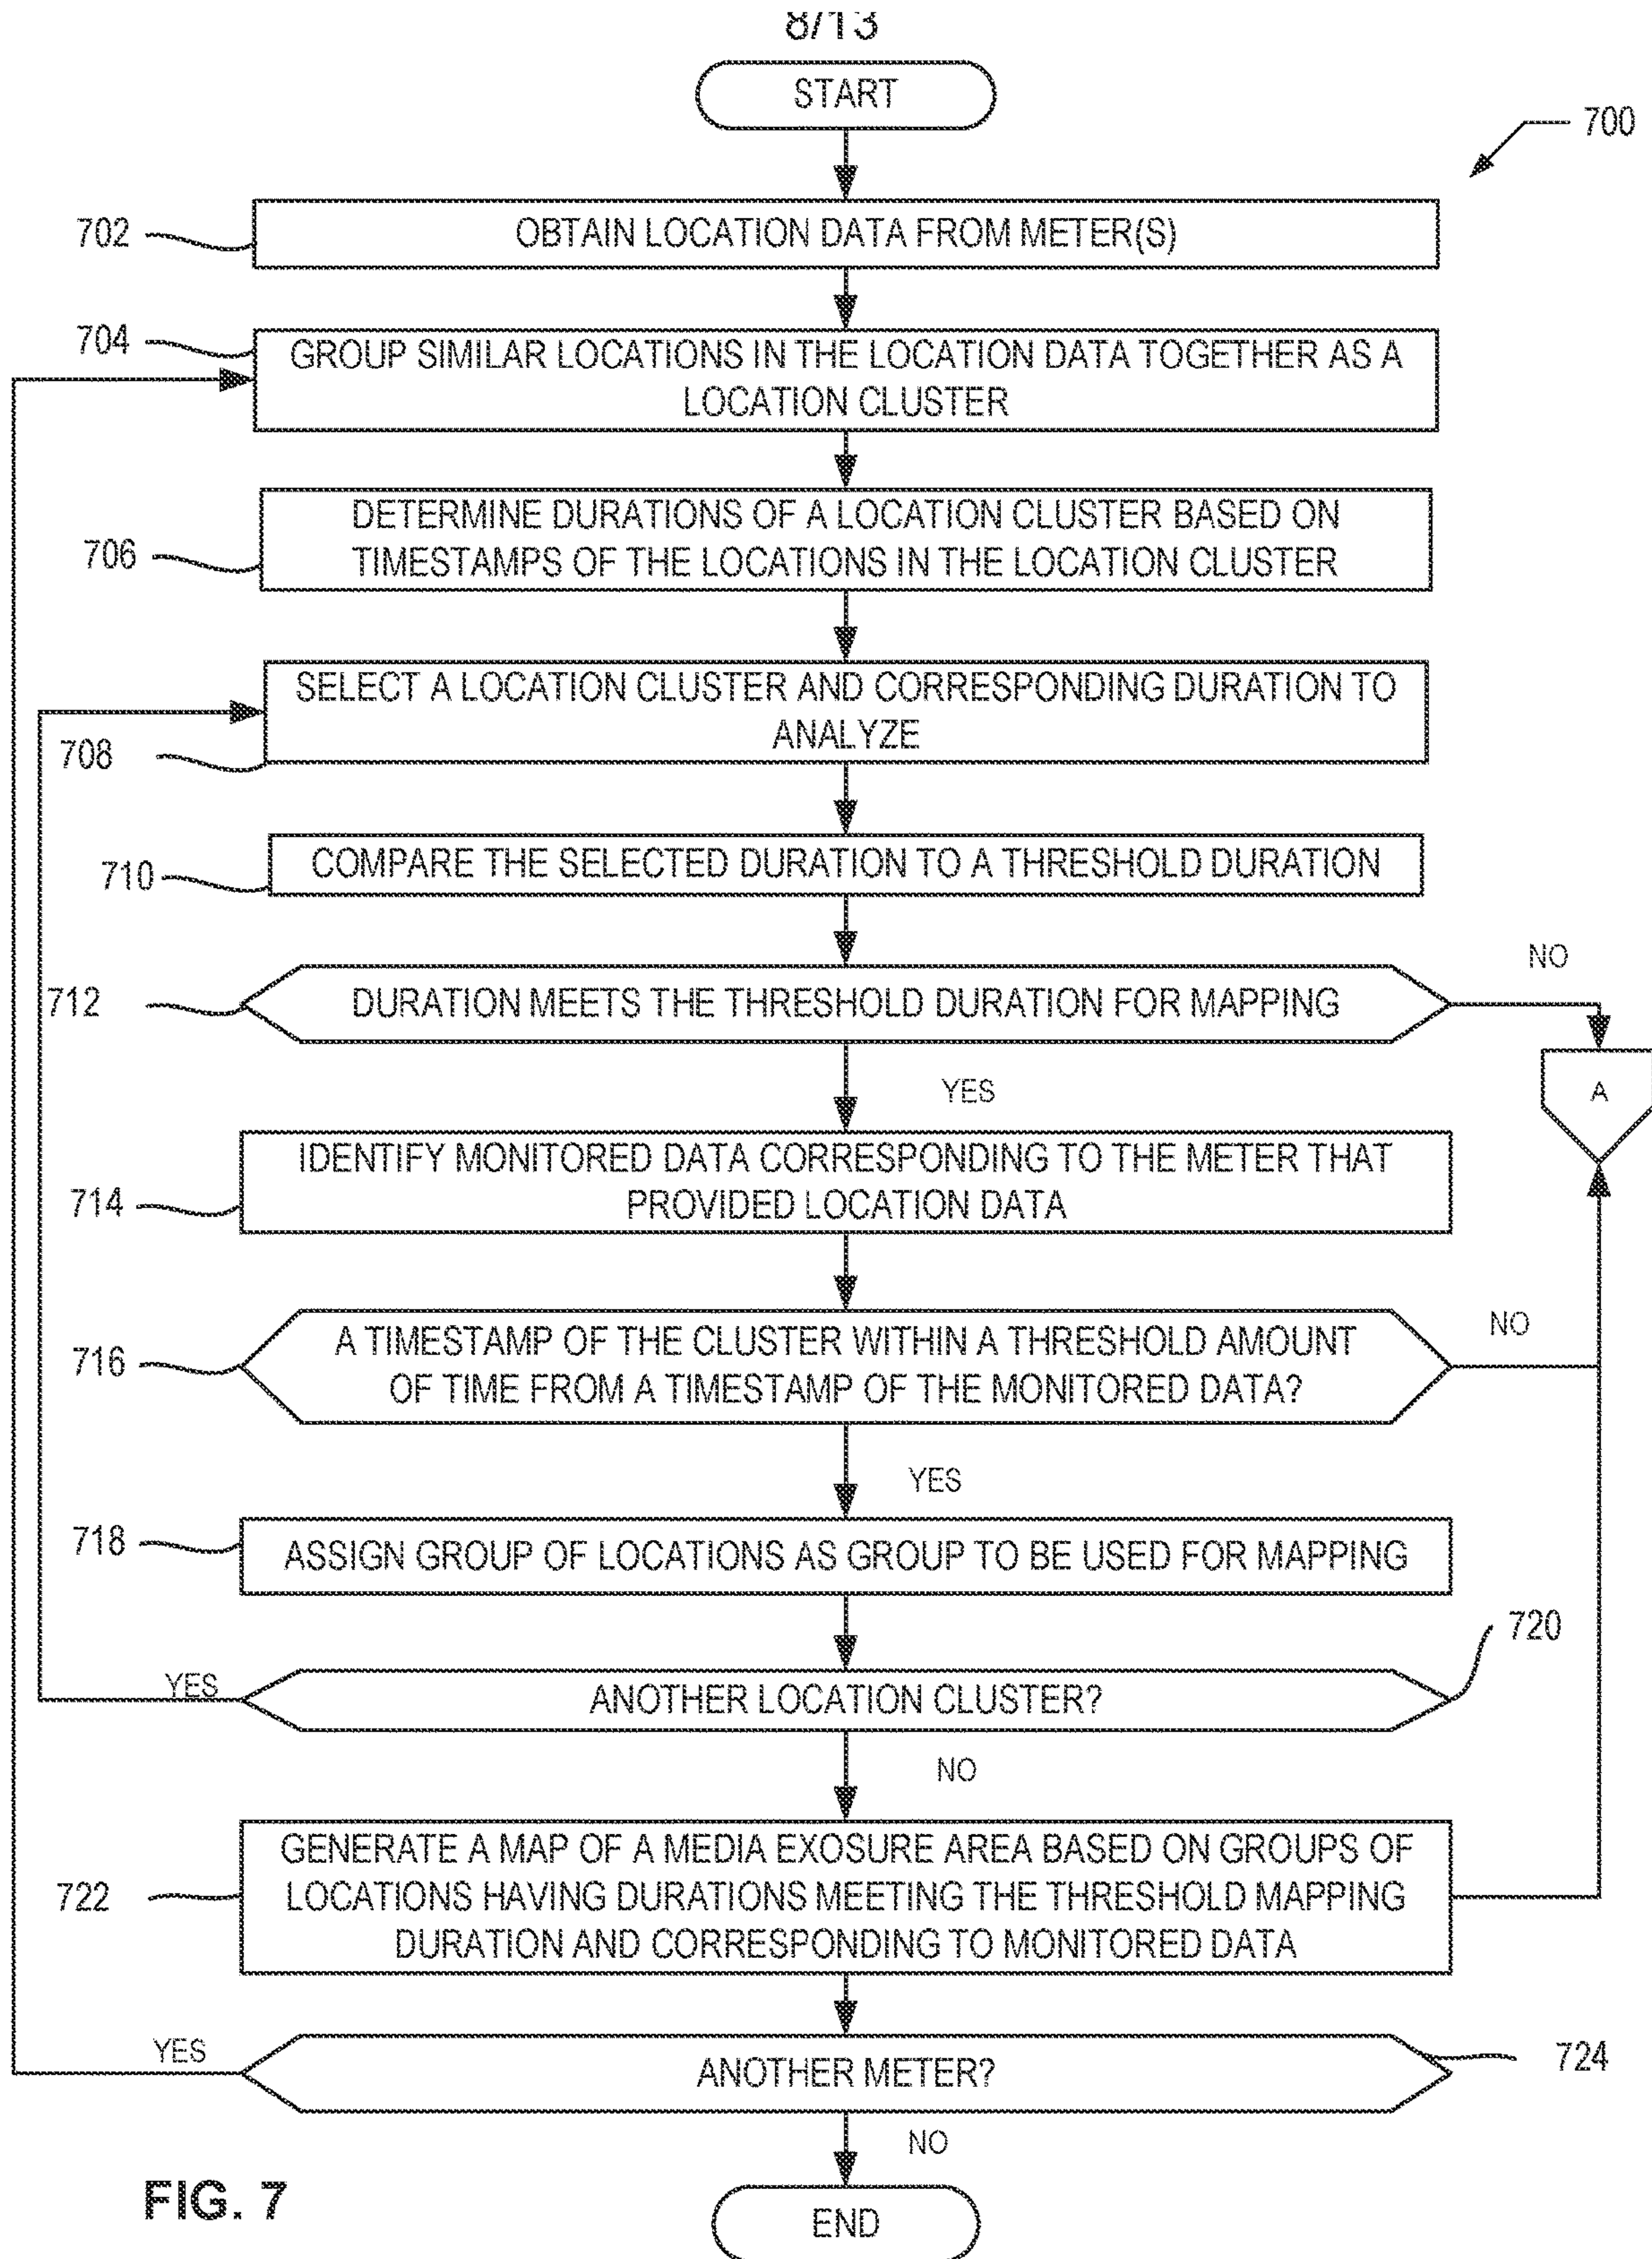 8/13
START
700
702
OBTAIN LOCATION DATA FROM METER(S)
704
GROUP SIMILAR LOCATIONS IN THE LOCATION DATA TOGETHER AS A
LOCATION CLUSTER
706
DETERMINE DURATIONS OF A LOCATION CLUSTER BASED ON
TIMESTAMPS OF THE LOCATIONS IN THE LOCATION CLUSTER
708
SELECT A LOCATION CLUSTER AND CORRESPONDING DURATION TO
ANALYZE
710
COMPARE THE SELECTED DURATION TO A THRESHOLD DURATION
712
DURATION MEETS THE THRESHOLD DURATION FOR MAPPING
NO
A
YES
714
IDENTIFY MONITORED DATA CORRESPONDING TO THE METER THAT
PROVIDED LOCATION DATA
716
A TIMESTAMP OF THE CLUSTER WITHIN A THRESHOLD AMOUNT
OF TIME FROM A TIMESTAMP OF THE MONITORED DATA?
NO
YES
718
ASSIGN GROUP OF LOCATIONS AS GROUP TO BE USED FOR MAPPING
720
YES
ANOTHER LOCATION CLUSTER?
NO
722
GENERATE A MAP OF A MEDIA EXOSURE AREA BASED ON GROUPS OF
LOCATIONS HAVING DURATIONS MEETING THE THRESHOLD MAPPING
DURATION AND CORRESPONDING TO MONITORED DATA
YES
ANOTHER METER?
724
NO
END
FIG. 7